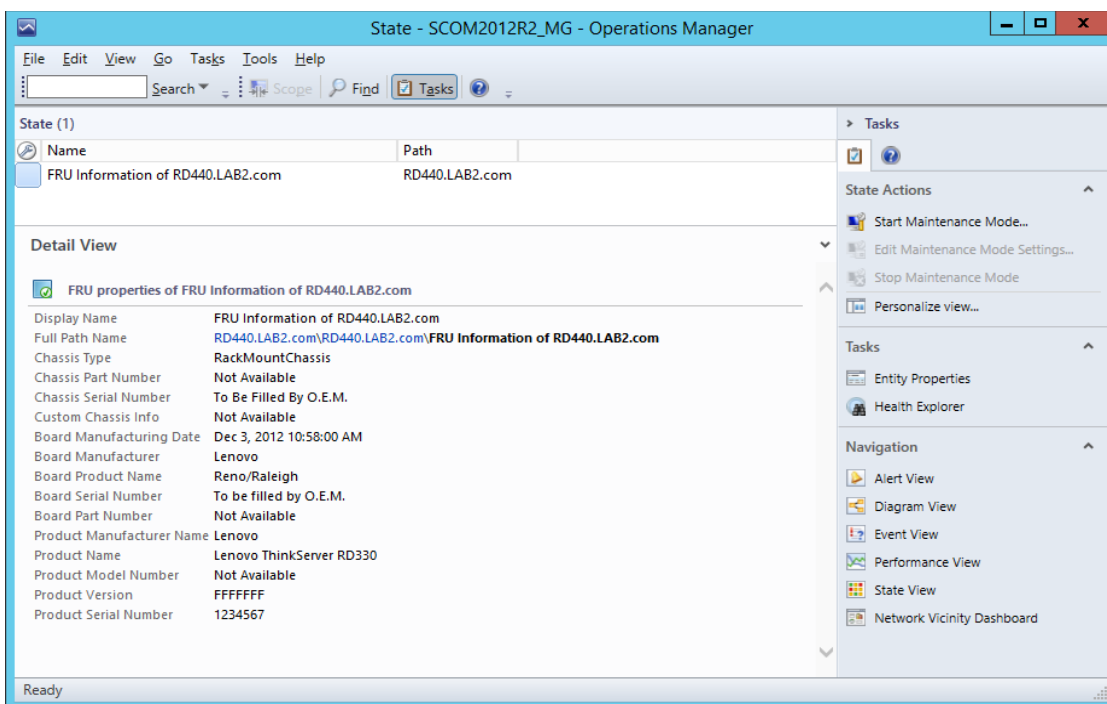 State - SCOM2012R2_MG - Operations Manager
File Edit View Go Tasks Tools Help
Search Scope Find Tasks
State (1)
Name Path
FRU Information of RD440.LAB2.com RD440.LAB2.com
Detail View
FRU properties of FRU Information of RD440.LAB2.com
Display Name FRU Information of RD440.LAB2.com
Full Path Name RD440.LAB2.com\RD440.LAB2.com\FRU Information of RD440.LAB2.com
Chassis Type RackMountChassis
Chassis Part Number Not Available
Chassis Serial Number To Be Filled By O.E.M.
Custom Chassis Info Not Available
Board Manufacturing Date Dec 3, 2012 10:58:00 AM
Board Manufacturer Lenovo
Board Product Name Reno/Raleigh
Board Serial Number To be filled by O.E.M.
Board Part Number Not Available
Product Manufacturer Name Lenovo
Product Name Lenovo ThinkServer RD330
Product Model Number Not Available
Product Version FFFFFFF
Product Serial Number 1234567
Tasks
State Actions
Start Maintenance Mode...
Edit Maintenance Mode Settings...
Stop Maintenance Mode
Personalize view...
Tasks
Entity Properties
Health Explorer
Navigation
Alert View
Diagram View
Event View
Performance View
State View
Network Vicinity Dashboard
Ready